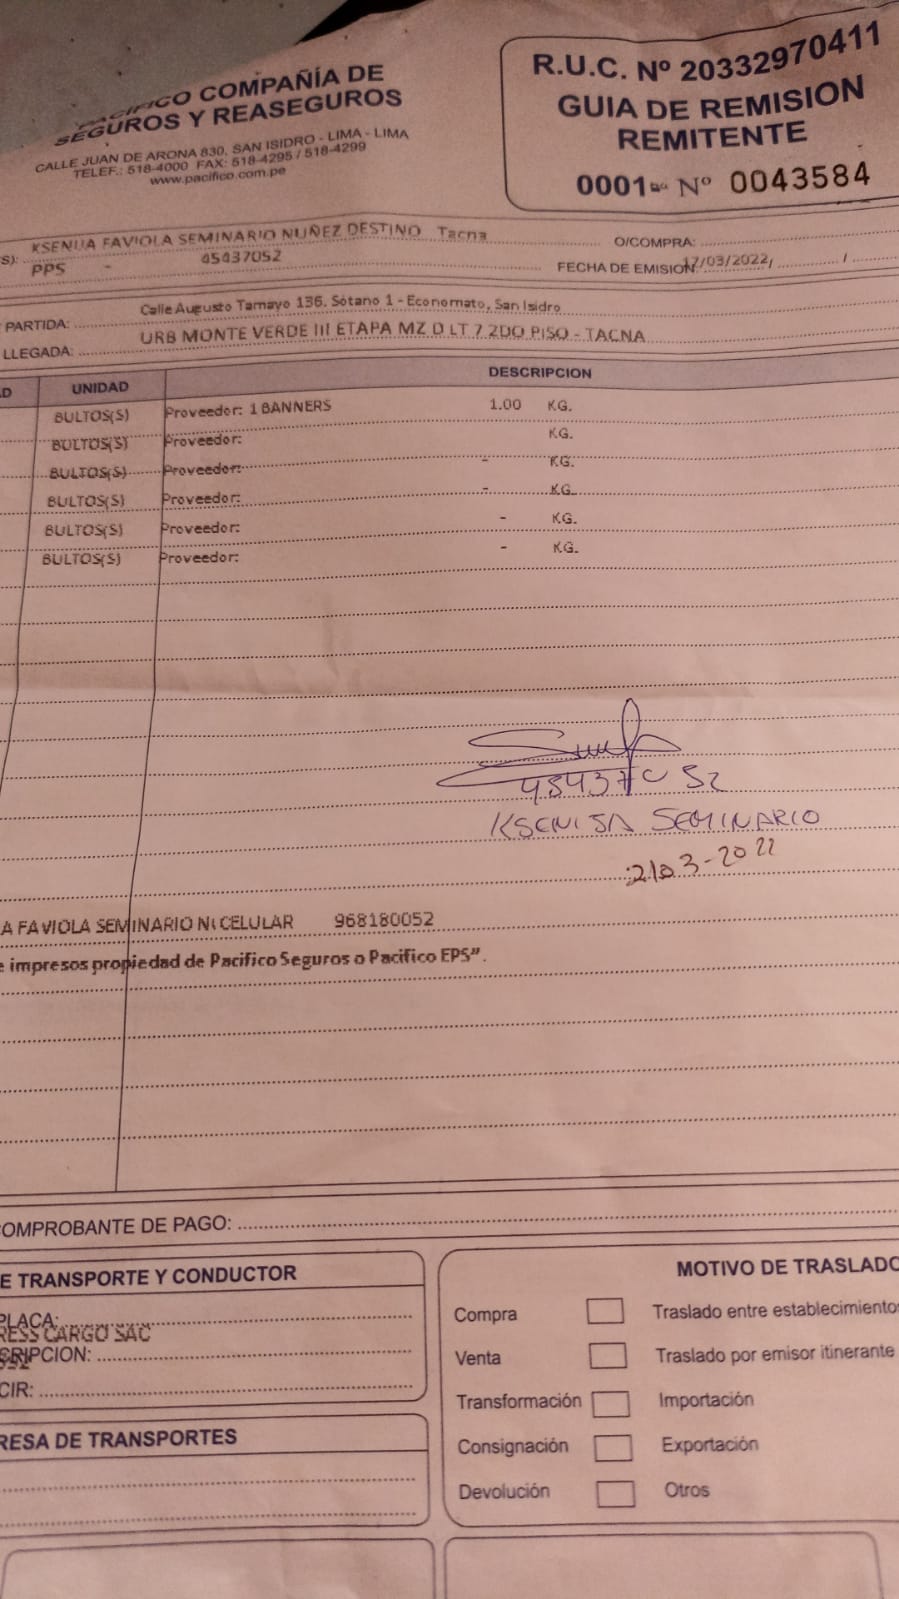 PACIFICO COMPAÑÍA DE
SEGUROS Y REASEGUROS
CALLE JUAN DE ARONA 830, SAN ISIDRO - LIMA - LIMA
TELEF.: 518-4000 FAX: 518-4295 / 518-4299
www.pacifico.com.pe
R.U.C. Nº 20332970411
GUIA DE REMISION
REMITENTE
0001- Nº 0043584
S): KSENIJA FAVIOLA SEMINARIO NUÑEZ DESTINO Tacna
PPS - 45437052
O/COMPRA:
FECHA DE EMISION 17/03/2022/ /
PARTIDA: Calle Augusto Tamayo 136. Sótano 1 - Economato, San Isidro
LLEGADA: URB MONTE VERDE III ETAPA MZ D LT 7 2DO PISO - TACNA
D UNIDAD DESCRIPCION
BULTOS(S) Proveedor: 1 BANNERS 1.00 KG.
BULTOS(S) Proveedor: KG.
BULTOS(S) Proveedor: - KG.
BULTOS(S) Proveedor: - KG.
BULTOS(S) Proveedor: - KG.
BULTOS(S) Proveedor: - KG.
KSENIJA SEMINARIO
A FAVIOLA SEMINARIO NUCELULAR 968180052
e impresos propiedad de Pacifico Seguros o Pacifico EPS".
COMPROBANTE DE PAGO:
E TRANSPORTE Y CONDUCTOR
PLACA:
RESS CARGO SAC
CRIPCION:
CIR:
RESA DE TRANSPORTES
MOTIVO DE TRASLADO
Compra Traslado entre establecimientos
Venta Traslado por emisor itinerante
Transformación Importación
Consignación Exportación
Devolución Otros